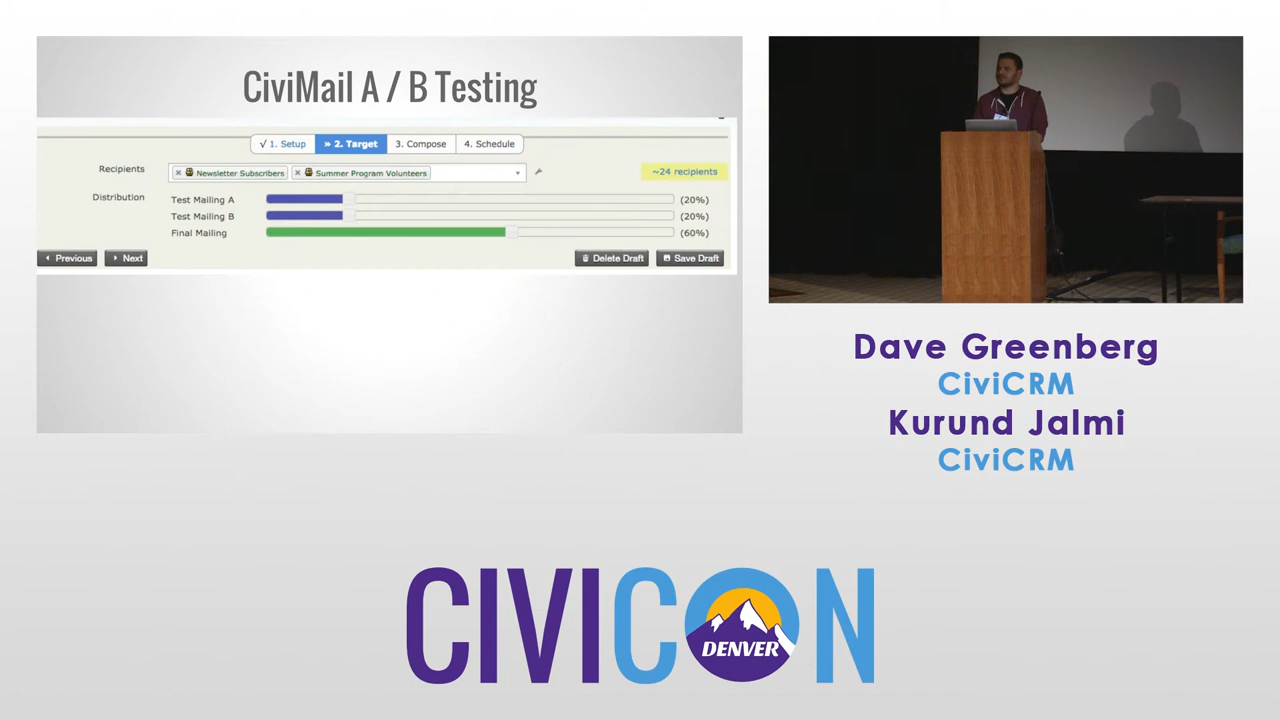 CiviMail A / B Testing
√ 1. Setup » 2. Target 3. Compose 4. Schedule
Recipients × Newsletter Subscribers × Summer Program Volunteers ~24 recipients
Distribution Test Mailing A (20%)
Test Mailing B (20%)
Final Mailing (60%)
Previous Next Delete Draft Save Draft
Dave Greenberg
CiviCRM
Kurund Jalmi
CiviCRM
CIVICON
DENVER